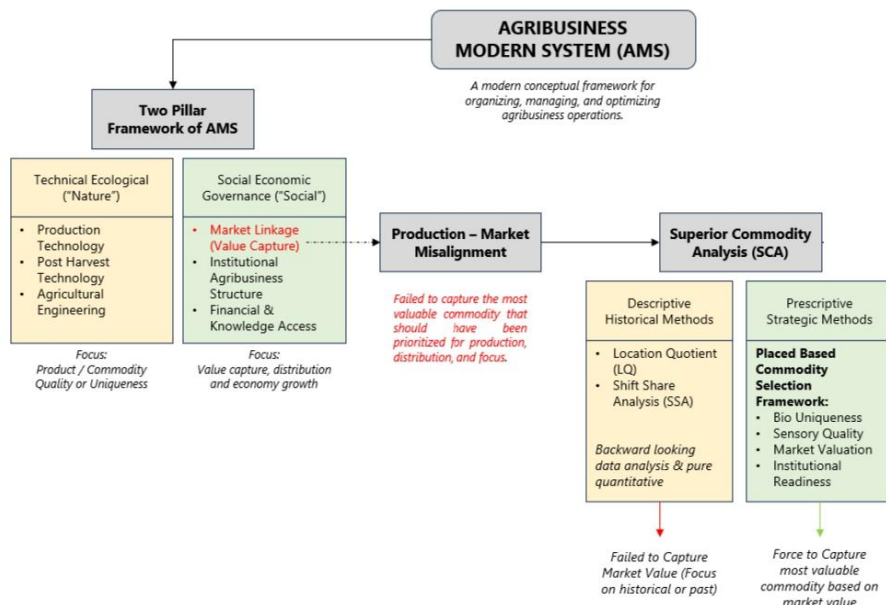 AGRIBUSINESS
MODERN SYSTEM (AMS)
A modern conceptual framework for
organizing, managing, and optimizing
agribusiness operations.
Two Pillar
Framework of AMS
Technical Ecological
("Nature")
• Production
Technology
• Post Harvest
Technology
• Agricultural
Engineering
Focus:
Product / Commodity
Quality or Uniqueness
Social Economic
Governance ("Social")
• Market Linkage
(Value Capture)
• Institutional
Agribusiness
Structure
• Financial &
Knowledge Access
Focus:
Value capture, distribution
and economy growth
Production – Market
Misalignment
Failed to capture the most
valuable commodity that
should have been
prioritized for production,
distribution, and focus.
Superior Commodity
Analysis (SCA)
Descriptive
Historical Methods
• Location Quotient
(LQ)
• Shift Share
Analysis (SSA)
Backward looking
data analysis & pure
quantitative
Failed to Capture
Market Value (Focus
on historical or past)
Prescriptive
Strategic Methods
Placed Based
Commodity
Selection
Framework:
• Bio Uniqueness
• Sensory Quality
• Market Valuation
• Institutional
Readiness
Force to Capture
most valuable
commodity based on
market value